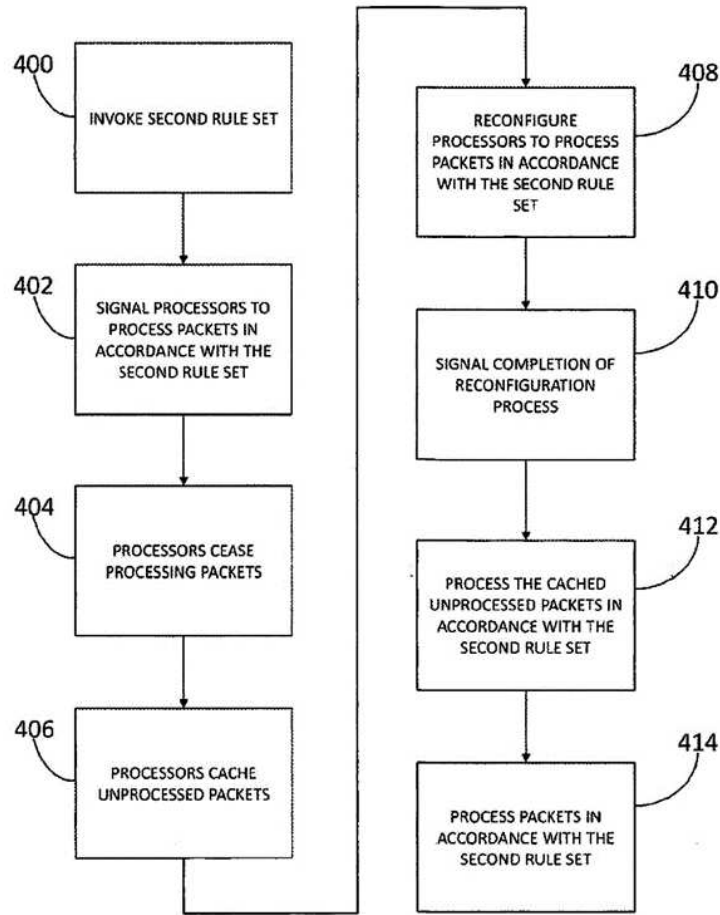 400
INVOKE SECOND RULE SET
402
SIGNAL PROCESSORS TO
PROCESS PACKETS IN
ACCORDANCE WITH THE
SECOND RULE SET
404
PROCESSORS CEASE
PROCESSING PACKETS
406
PROCESSORS CACHE
UNPROCESSED PACKETS
408
RECONFIGURE
PROCESSORS TO PROCESS
PACKETS IN ACCORDANCE
WITH THE SECOND RULE
SET
410
SIGNAL COMPLETION OF
RECONFIGURATION
PROCESS
412
PROCESS THE CACHED
UNPROCESSED PACKETS IN
ACCORDANCE WITH THE
SECOND RULE SET
414
PROCESS PACKETS IN
ACCORDANCE WITH THE
SECOND RULE SET